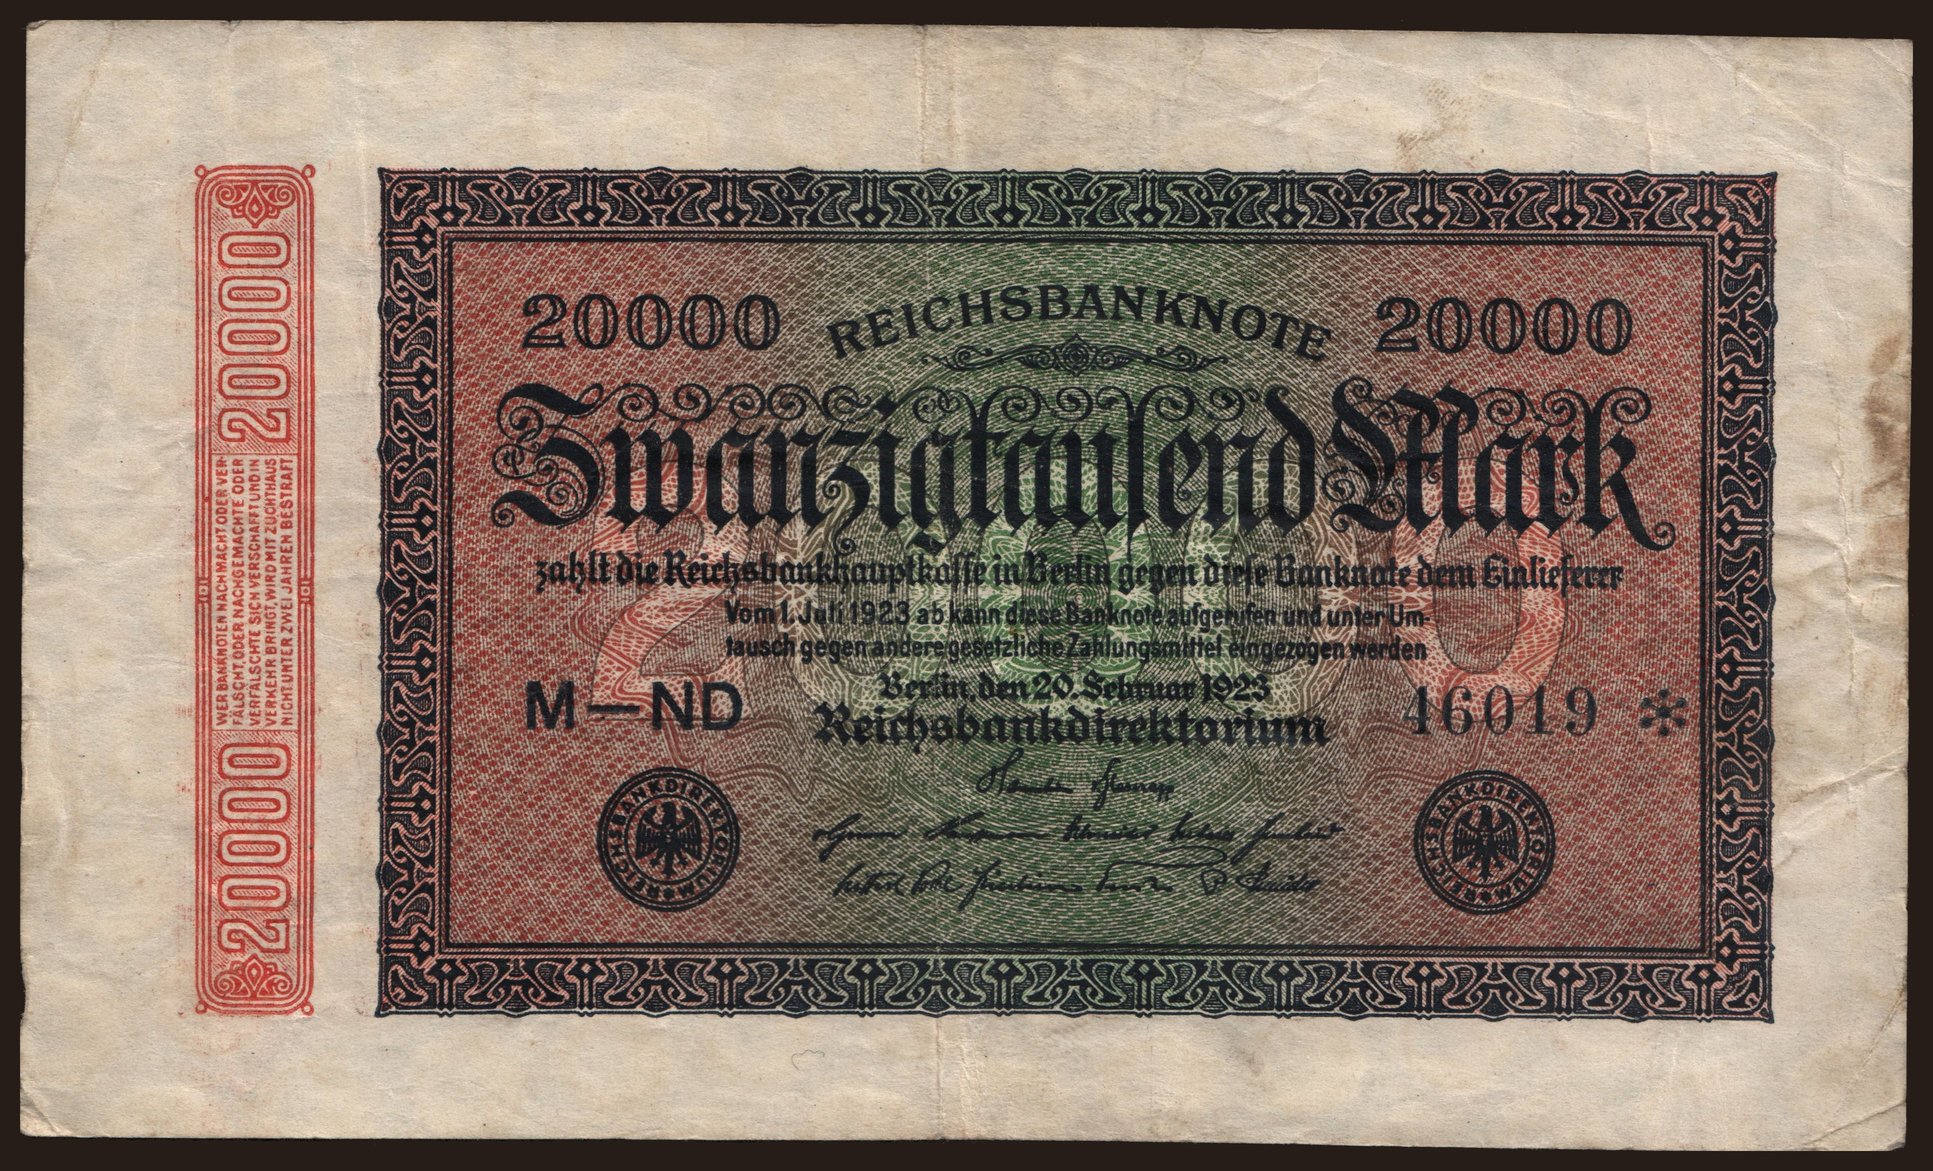 20000
WER BANKNOTEN NACHMACHT ODER VER-
FÄLSCHT, ODER NACHGEMACHTE ODER
VERFÄLSCHTE SICH VERSCHAFFT UND IN
VERKEHR BRINGT, WIRD MIT ZUCHTHAUS
NICHT UNTER ZWEI JAHREN BESTRAFT
20000
20000 REICHSBANKNOTE 20000
Zwanzigtausend Mark
zahlt die Reichsbankhauptkasse in Berlin gegen diese Banknote dem Einlieferer
Vom 1. Juli 1923 ab kann diese Banknote aufgerufen und unter Um-
tausch gegen andere gesetzliche Zahlungsmittel eingezogen werden
Berlin, den 20. Februar 1923
M—ND 46019 *
Reichsbankdirektorium
REICHSBANKDIREKTORIUM
REICHSBANKDIREKTORIUM
20000